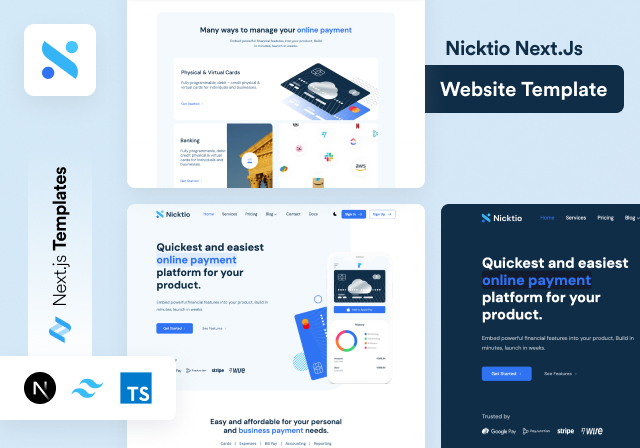 Many ways to manage your online payment
Embed powerful financial features into your product. Build
in minutes, launch in weeks.
Physical & Virtual Cards
Fully programmable, debit - credit physical &
virtual cards for individuals and businesses.
Get Started
Banking
Fully programmable, debit
credit physical & virtual
cards for individuals and
businesses.
Get Started
aws
Nicktio Next.Js
Website Template
Next.js Templates
TS
Nicktio
Home Services Pricing Blog Contact Docs Sign In Sign Up
Quickest and easiest
online payment
platform for your
product.
Embed powerful financial features into your product. Build in
minutes, launch in weeks.
Get Started See Features
Pay stripe wise
Easy and affordable for your personal
and business payment needs.
Cards | Expenses | Bill Pay | Accounting | Reporting
Nicktio
Home Services Pricing Blog
Quickest and easiest
online payment
platform for your
product.
Embed powerful financial features into your product. Build in
minutes, launch in weeks.
Get Started See Features
Trusted by
Google Pay Payoneer stripe wise